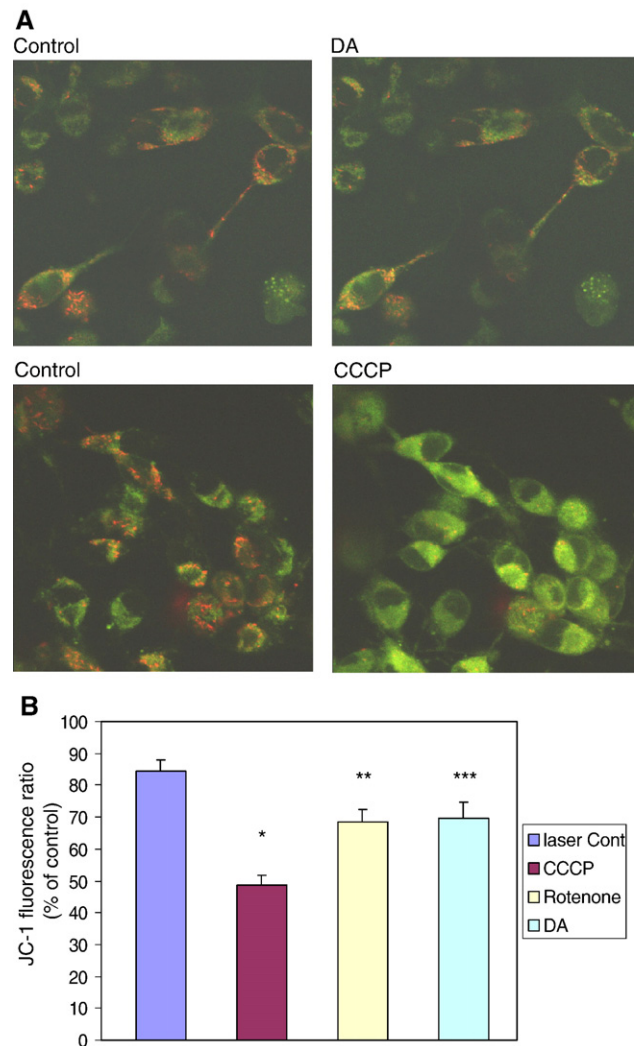 A
Control
DA
Control
CCCP
B
JC-1 fluorescence ratio
(% of control)
100
90
80
70
60
50
40
30
20
10
0
*
**
***
laser Cont
CCCP
Rotenone
DA